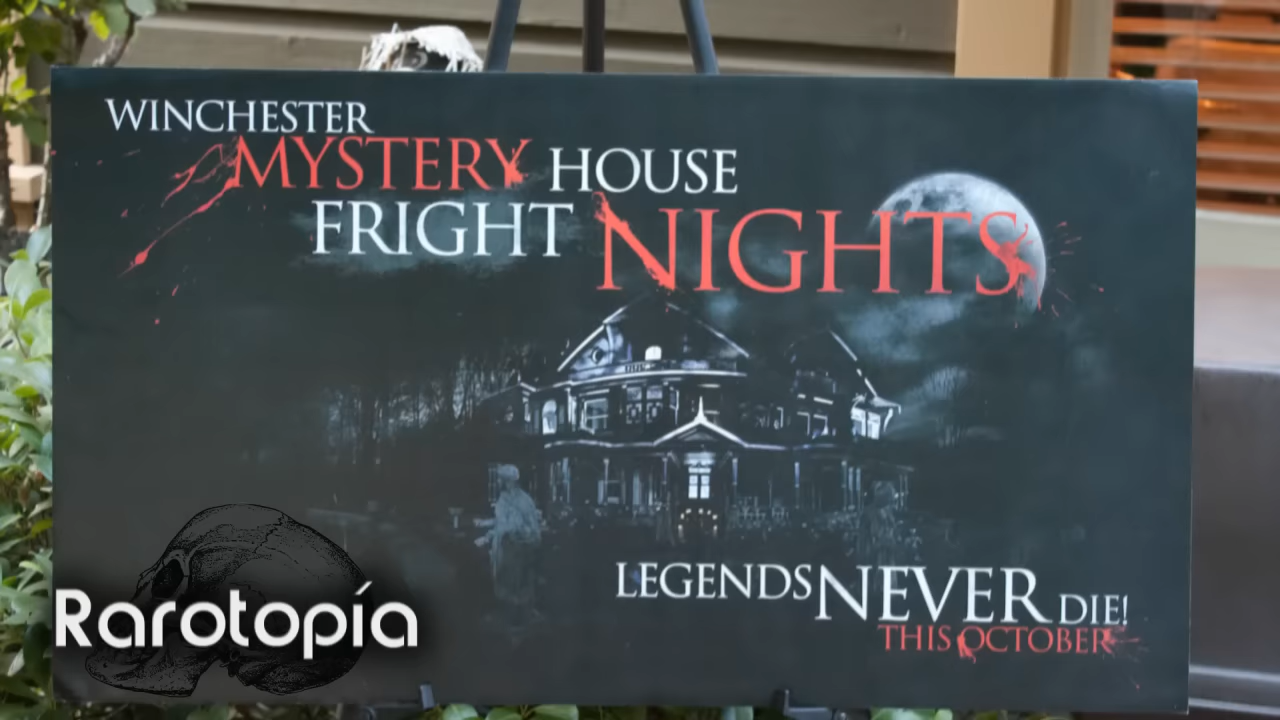 WINCHESTER
MYSTERY HOUSE
FRIGHT NIGHTS
LEGENDS NEVER DIE!
THIS OCTOBER
Rarotopía